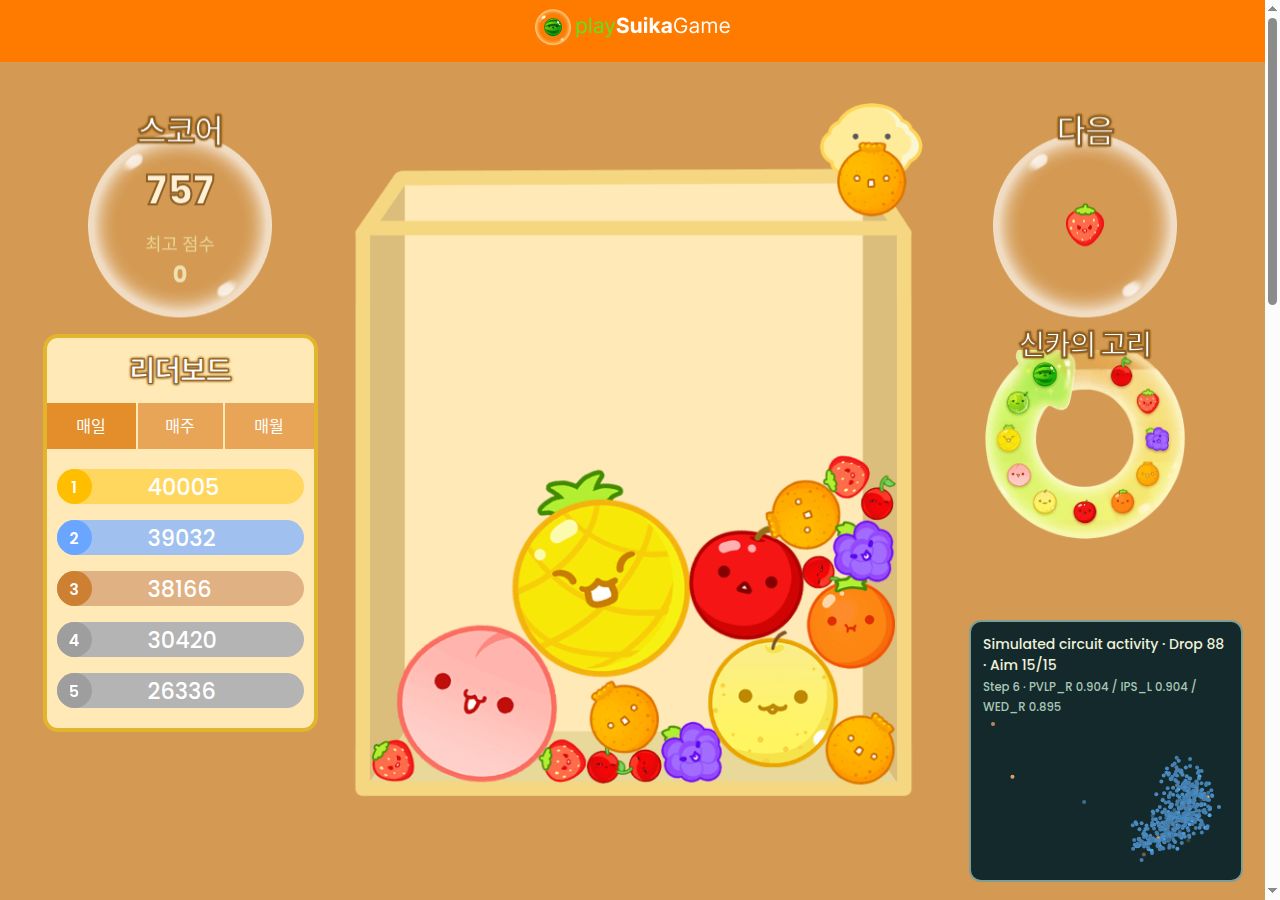 playSuikaGame
스코어
757
최고 점수
0
다음
신카의 고리
리더보드
매일 매주 매월
1 40005
2 39032
3 38166
4 30420
5 26336
Simulated circuit activity · Drop 88
· Aim 15/15
Step 6 · PVLP_R 0.904 / IPS_L 0.904 /
WED_R 0.895